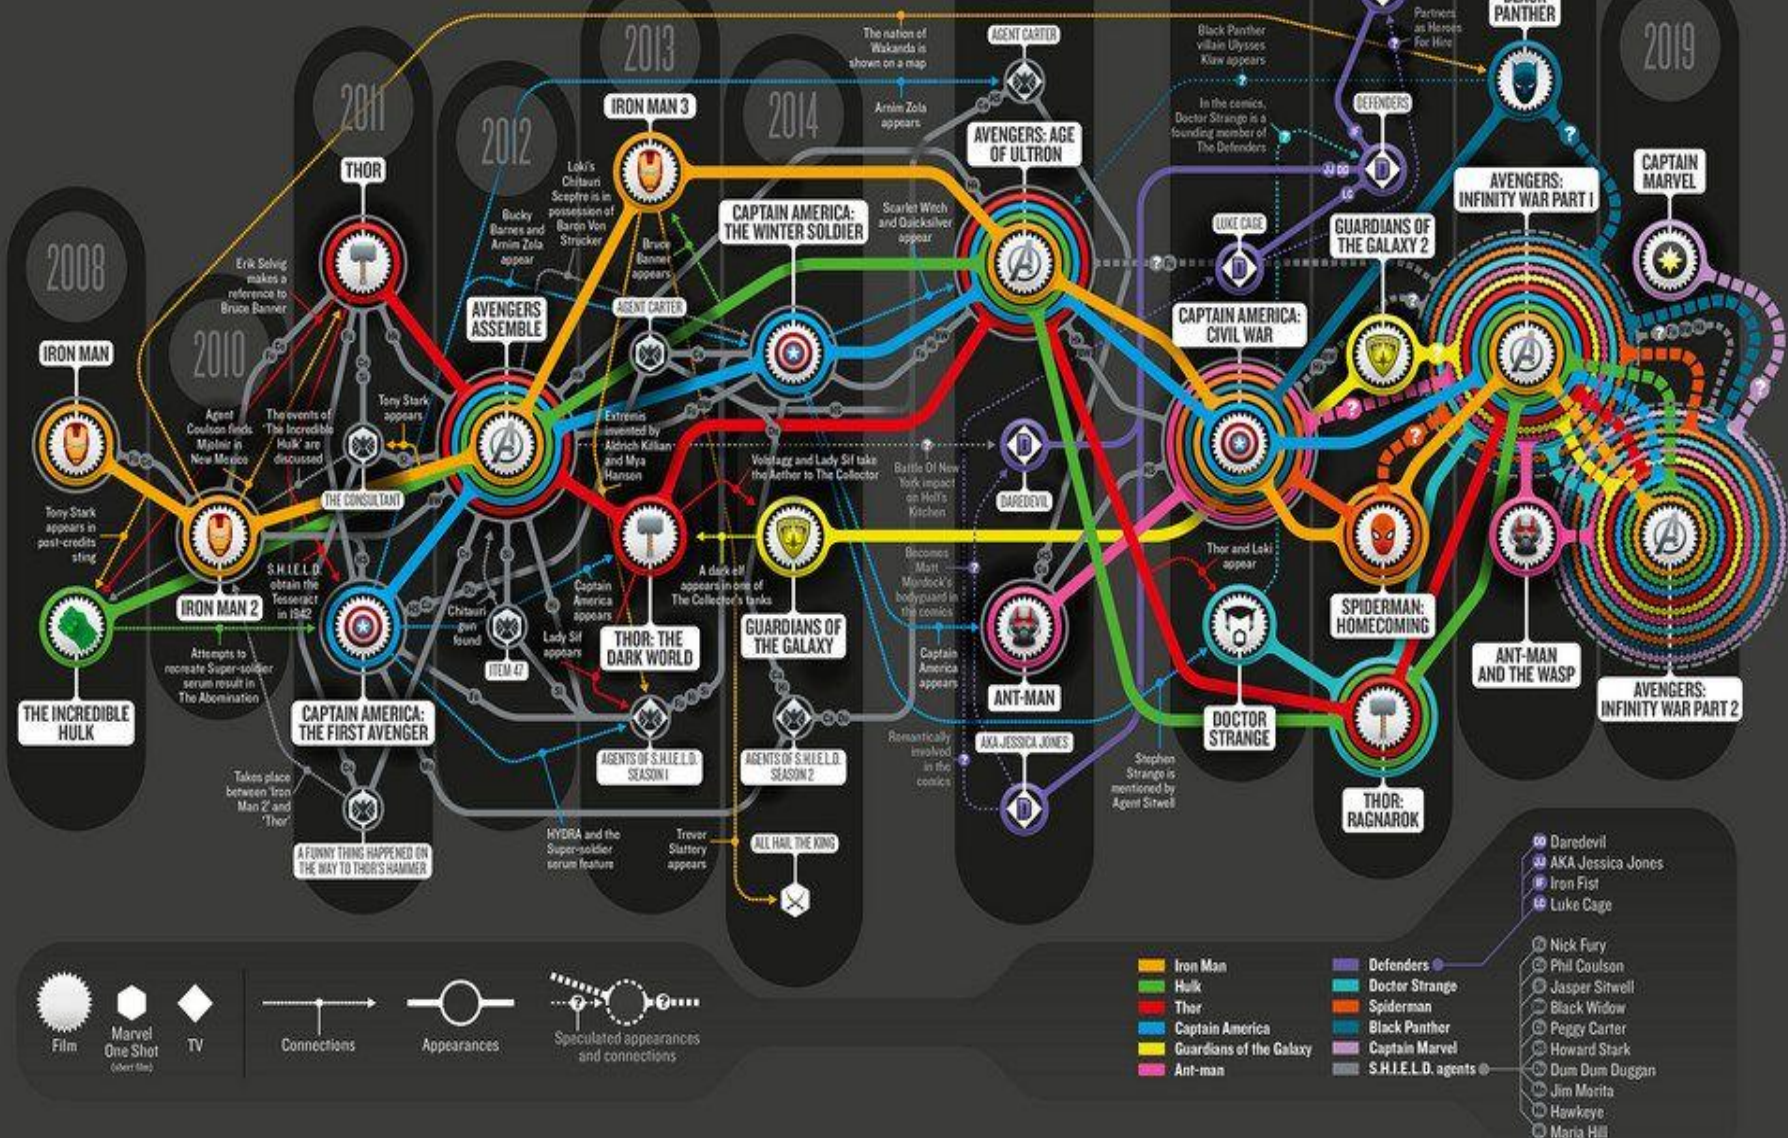 2008
IRON MAN
Tony Stark
appears in
post-credits
sting
THE INCREDIBLE
HULK
2010
IRON MAN 2
Agent
Coulson finds
Mjolnir in
New Mexico
The events of
'The Incredible
Hulk' are
discussed
Attempts to
recreate Super-soldier
serum result in
The Abomination
S.H.I.E.L.D.
obtain the
Tesseract
in 1942
Takes place
between 'Iron
Man 2' and
'Thor'
2011
THOR
Erik Selvig
makes a
reference to
Bruce Banner
Tony Stark
appears
THE CONSULTANT
CAPTAIN AMERICA:
THE FIRST AVENGER
A FUNNY THING HAPPENED ON
THE WAY TO THOR'S HAMMER
2012
Bucky
Barnes and
Arnim Zola
appear
AVENGERS
ASSEMBLE
Chitauri
gun
found
ITEM 47
Loki's
Chitauri
Sceptre is in
possession of
Baron Von
Strucker
Captain
America
appears
Lady Sif
appears
HYDRA and the
Super-soldier
serum feature
2013
IRON MAN 3
Bruce
Banner
appears
AGENT CARTER
Extremis
invented by
Aldrich Killian
and Mya
Hansen
THOR: THE
DARK WORLD
AGENTS OF S.H.I.E.L.D.
SEASON 1
Trevor
Slattery
appears
2014
CAPTAIN AMERICA:
THE WINTER SOLDIER
Volstagg and Lady Sif take
the Aether to The Collector
A dark elf
appears in one of
The Collector's tanks
GUARDIANS OF
THE GALAXY
AGENTS OF S.H.I.E.L.D.
SEASON 2
ALL HAIL THE KING
The nation of
Wakanda is
shown on a map
Arnim Zola
appears
Scarlet Witch
and Quicksilver
appear
Battle Of New
York impact
on Hell's
Kitchen
Becomes
Matt
Murdock's
bodyguard in
the comics
Captain
America
appears
Romantically
involved
in the
comics
AGENT CARTER
AVENGERS: AGE
OF ULTRON
DAREDEVIL
ANT-MAN
AKA JESSICA JONES
Stephen
Strange is
mentioned by
Agent Sitwell
Black Panther
villain Ulysses
Klaw appears
In the comics,
Doctor Strange is a
founding member of
The Defenders
LUKE CAGE
CAPTAIN AMERICA:
CIVIL WAR
Thor and Loki
appear
DOCTOR
STRANGE
Partners
as Heroes
For Hire
DEFENDERS
GUARDIANS OF
THE GALAXY 2
SPIDERMAN:
HOMECOMING
THOR:
RAGNAROK
BLACK
PANTHER
AVENGERS:
INFINITY WAR PART I
ANT-MAN
AND THE WASP
2019
CAPTAIN
MARVEL
AVENGERS:
INFINITY WAR PART 2
Film
Marvel
One Shot
(short film)
TV
Connections
Appearances
Speculated appearances
and connections
Iron Man
Hulk
Thor
Captain America
Guardians of the Galaxy
Ant-man
Defenders
Doctor Strange
Spiderman
Black Panther
Captain Marvel
S.H.I.E.L.D. agents
DD Daredevil
JJ AKA Jessica Jones
IF Iron Fist
LC Luke Cage
Nick Fury
Phil Coulson
Jasper Sitwell
Black Widow
Peggy Carter
Howard Stark
Dum Dum Duggan
Jim Morita
Hawkeye
Maria Hill